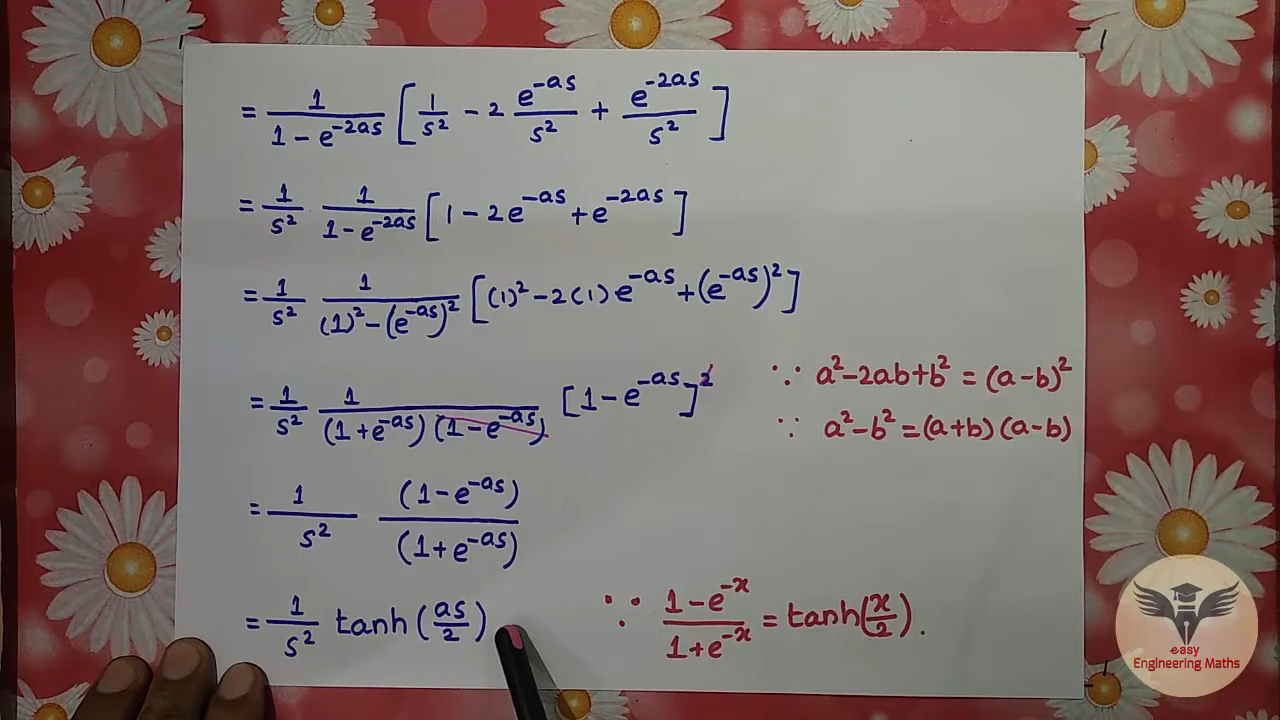 = 1/(1 - e^{-2as}) [ 1/s² - 2 e^{-as}/s² + e^{-2as}/s² ]
= 1/s² 1/(1 - e^{-2as}) [ 1 - 2e^{-as} + e^{-2as} ]
= 1/s² 1/((1)² - (e^{-as})²) [ (1)² - 2(1) e^{-as} + (e^{-as})² ]
= 1/s² 1/((1+e^{-as}) (1-e^{-as})) [1 - e^{-as}]²
∵ a² - 2ab + b² = (a-b)²
∵ a² - b² = (a+b) (a-b)
= 1/s² (1-e^{-as})/(1+e^{-as})
= 1/s² tanh(as/2)
∵ (1-e^{-x})/(1+e^{-x}) = tanh(x/2).
easy
Engineering Maths